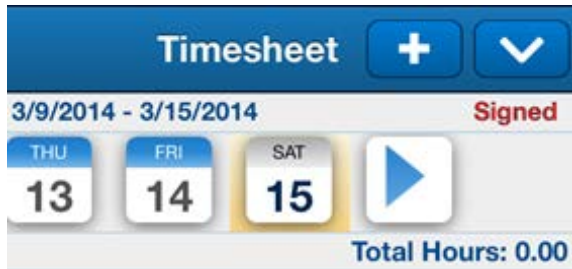 Timesheet
3/9/2014 - 3/15/2014 Signed
THU FRI SAT
13 14 15
Total Hours: 0.00